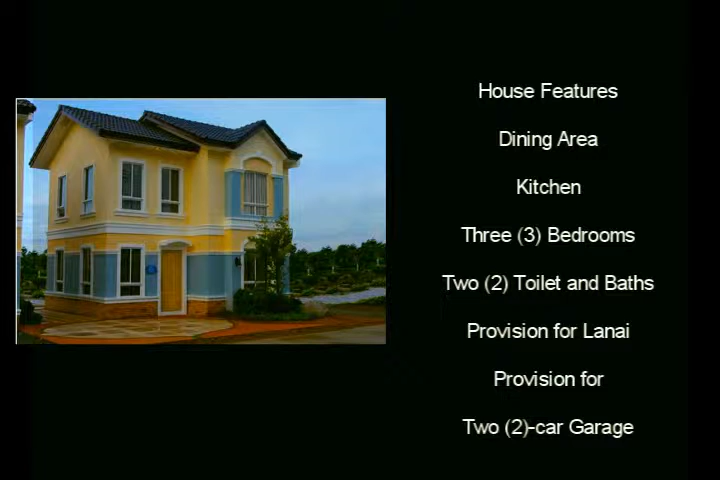 House Features
Dining Area
Kitchen
Three (3) Bedrooms
Two (2) Toilet and Baths
Provision for Lanai
Provision for
Two (2)-car Garage